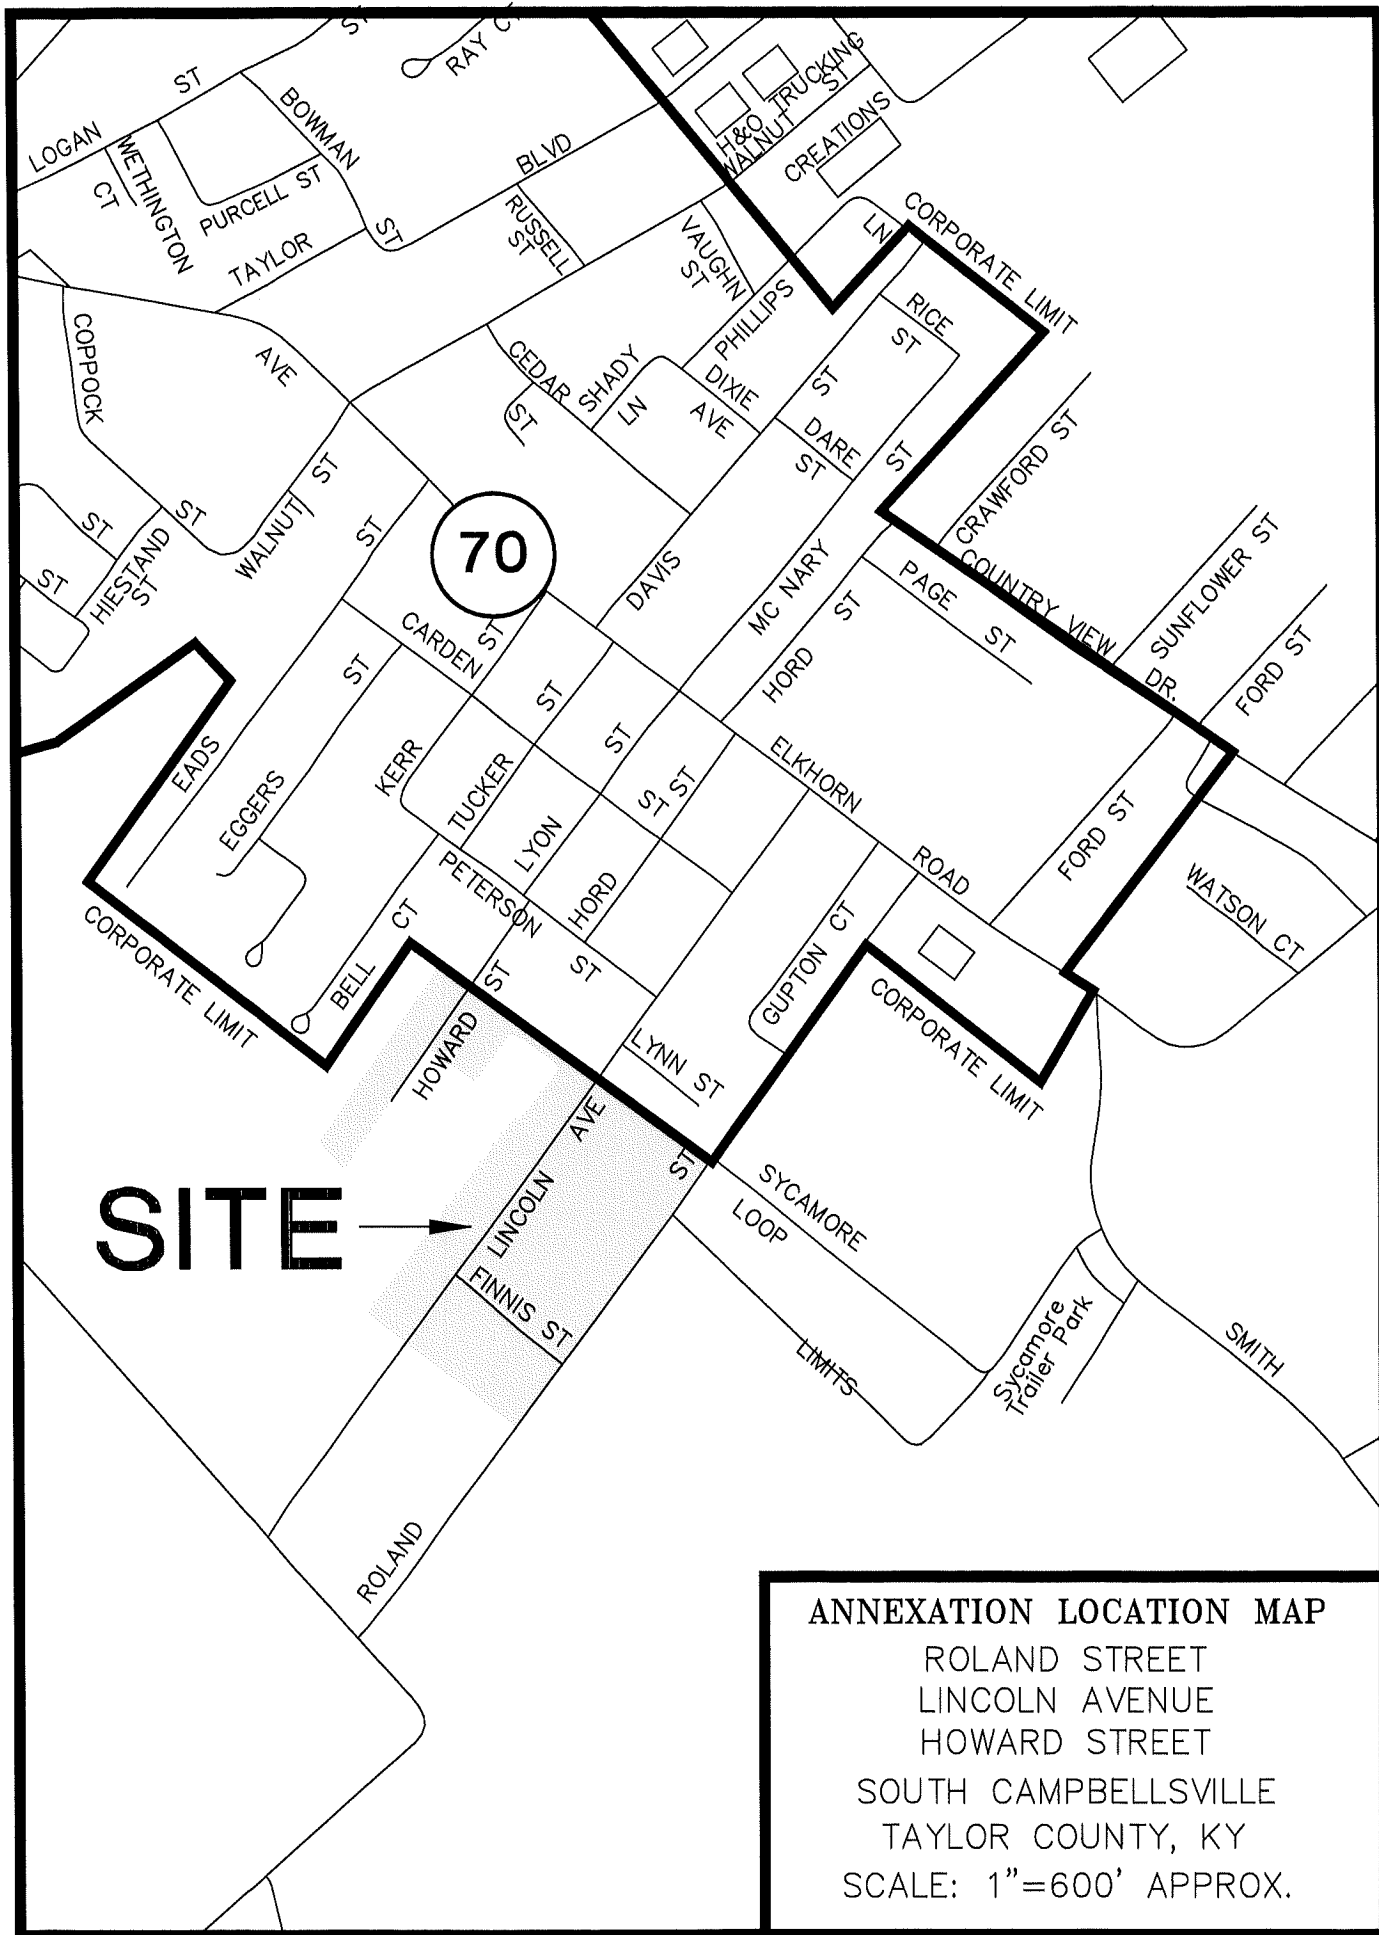 ST
RAY C
ST
LOGAN
BOWMAN
ST
WETHINGTON
CT
PURCELL ST
TAYLOR
BLVD
RUSSELL
ST
VAUGHN
ST
H&O TRUCKING
WALNUT ST
CREATIONS
LN
PHILLIPS
CORPORATE LIMIT
RICE
ST
COPPOCK
ST
AVE
CEDAR
ST
SHADY
LN
DIXIE
AVE
ST
DARE
ST
ST
CRAWFORD ST
WALNUT ST
ST
ST
HIESTAND
ST
ST
70
DAVIS
MC NARY
HORD ST
PAGE ST
COUNTRY VIEW
DR.
SUNFLOWER ST
FORD ST
CARDEN
ST
ST
EADS
EGGERS
KERR
ST
TUCKER
ST
LYON
ST
ST
HORD
ELKHORN
ROAD
FORD ST
WATSON CT
PETERSON
ST
BELL CT
GUPTON CT
CORPORATE LIMIT
CORPORATE LIMIT
HOWARD
ST
LYNN ST
LINCOLN
AVE
ST
SITE
FINNIS ST
SYCAMORE
LOOP
LIMITS
Sycamore
Trailer Park
SMITH
ROLAND
ANNEXATION LOCATION MAP
ROLAND STREET
LINCOLN AVENUE
HOWARD STREET
SOUTH CAMPBELLSVILLE
TAYLOR COUNTY, KY
SCALE: 1"=600' APPROX.